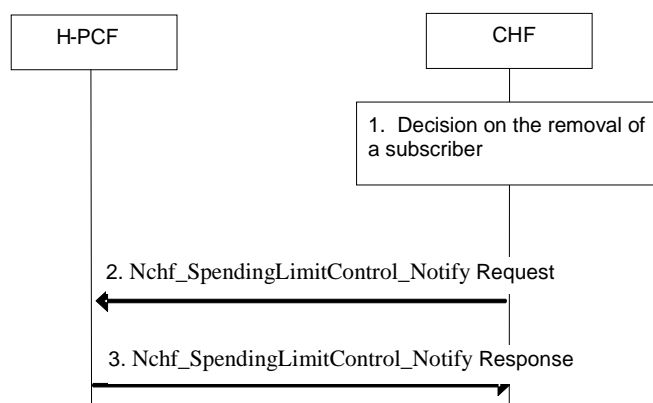 H-PCF
CHF
1. Decision on the removal of
a subscriber
2. Nchf_SpendingLimitControl_Notify Request
3. Nchf_SpendingLimitControl_Notify Response